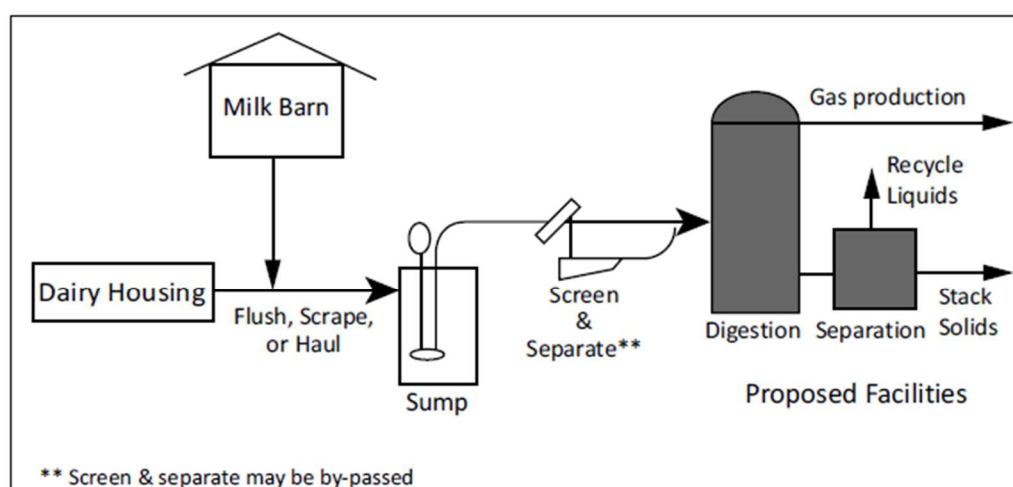 Milk Barn
Gas production
Recycle
Liquids
Dairy Housing
Flush, Scrape,
or Haul
Sump
Screen
&
Separate**
Digestion
Separation
Stack
Solids
Proposed Facilities
** Screen & separate may be by-passed